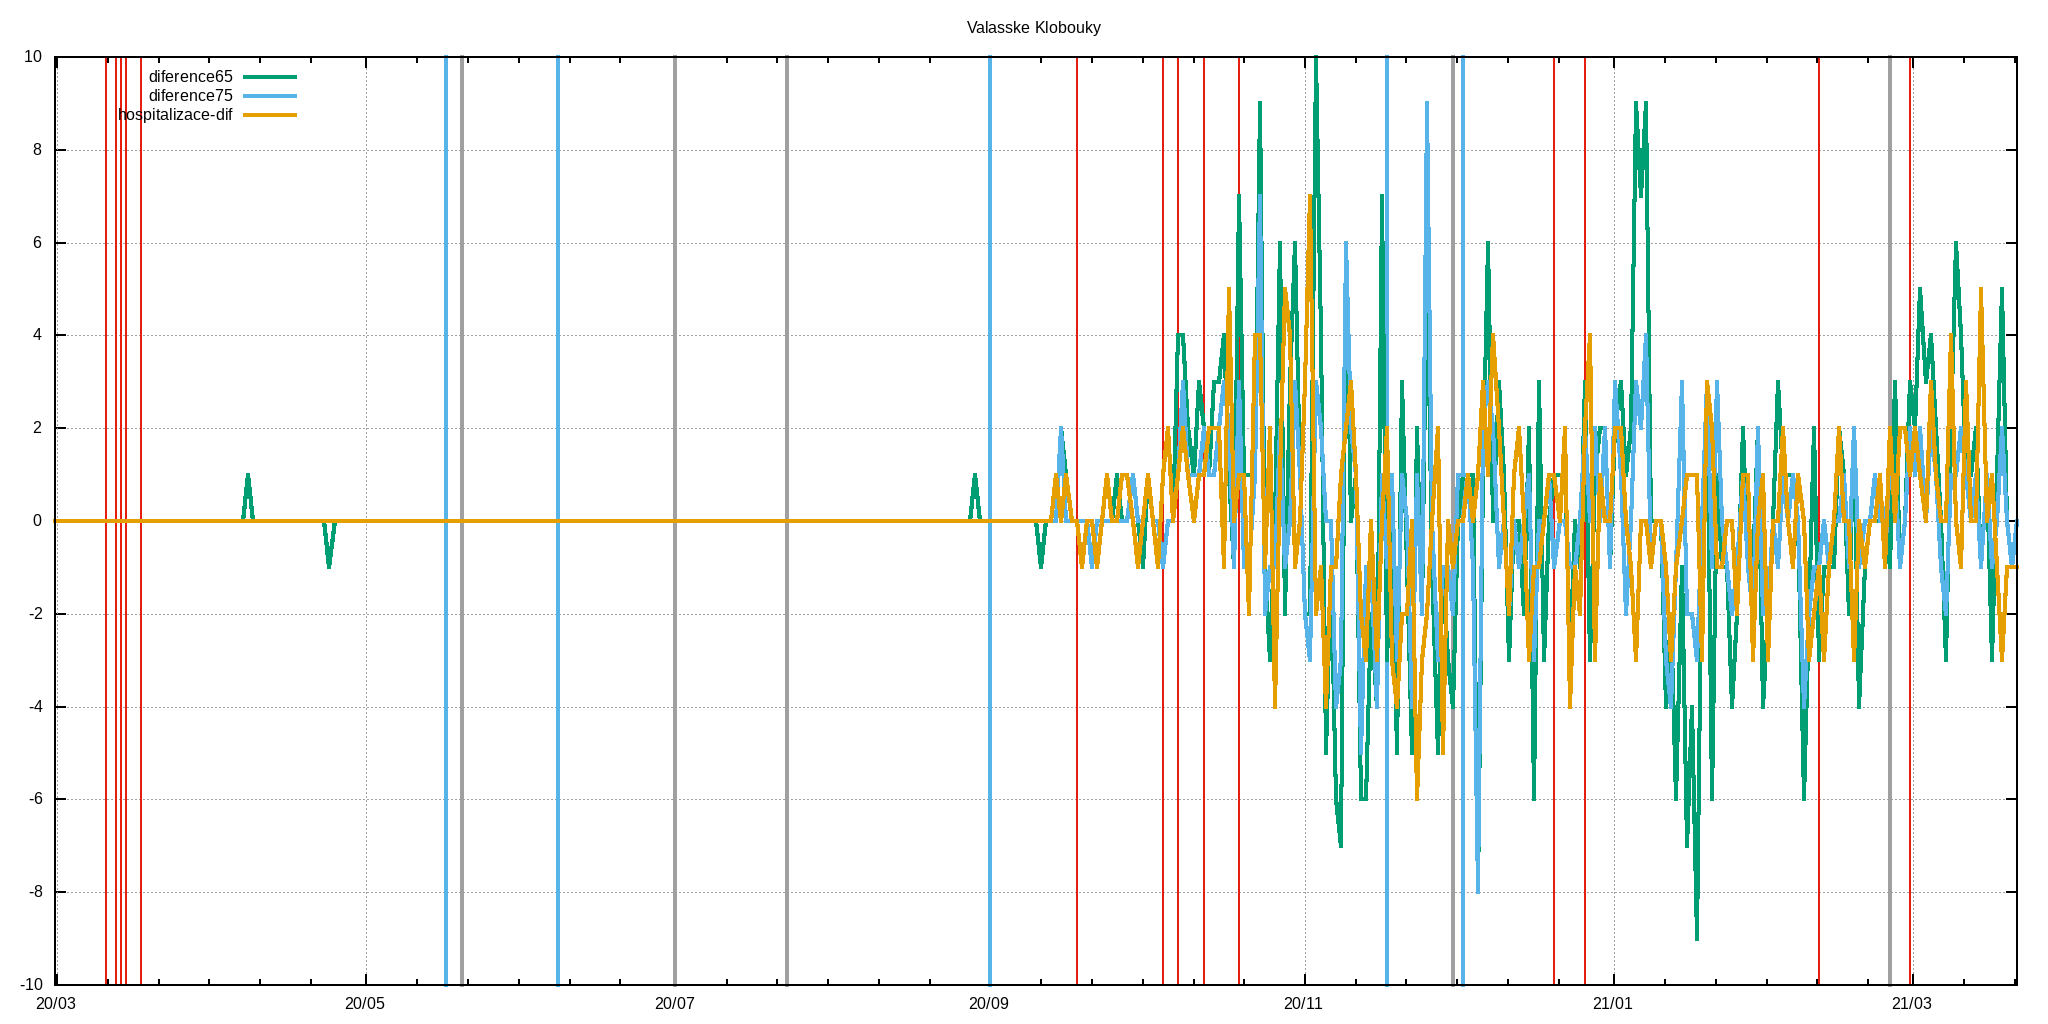 Valasske Klobouky
10
diference65
diference75
hospitalizace-dif
8
6
4
2
0
-2
-4
-6
-8
-10
20/03 20/05 20/07 20/09 20/11 21/01 21/03